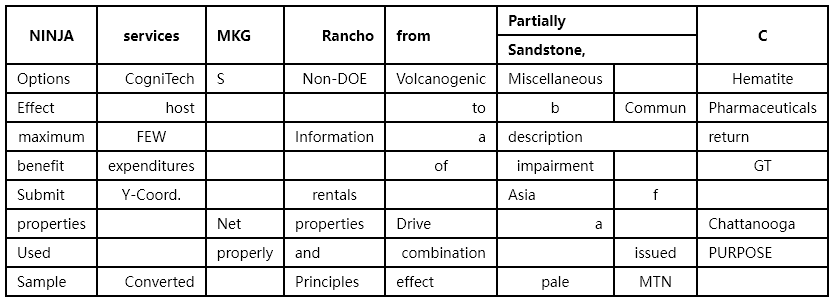 NINJA services MKG Rancho from Partially C
Sandstone,
Options CogniTech S Non-DOE Volcanogenic Miscellaneous Hematite
Effect host to b Commun Pharmaceuticals
maximum FEW Information a description return
benefit expenditures of impairment GT
Submit Y-Coord. rentals Asia f
properties Net properties Drive a Chattanooga
Used properly and combination issued PURPOSE
Sample Converted Principles effect pale MTN